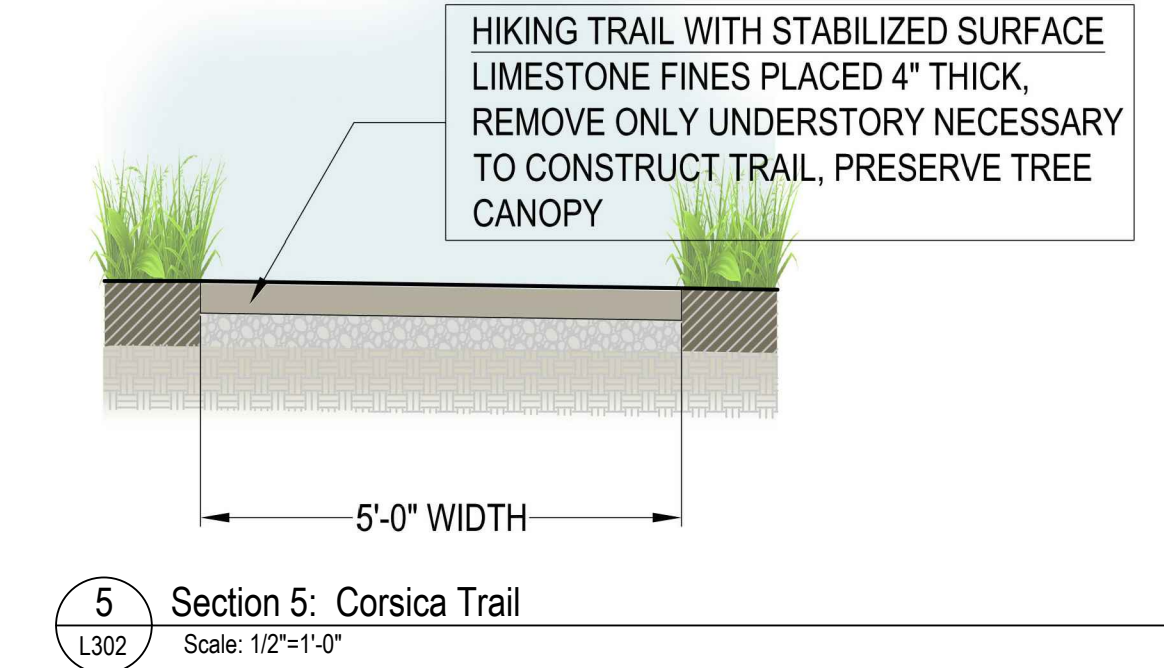 HIKING TRAIL WITH STABILIZED SURFACE
LIMESTONE FINES PLACED 4" THICK,
REMOVE ONLY UNDERSTORY NECESSARY
TO CONSTRUCT TRAIL, PRESERVE TREE
CANOPY
5'-0" WIDTH
5
L302
Section 5: Corsica Trail
Scale: 1/2"=1'-0"